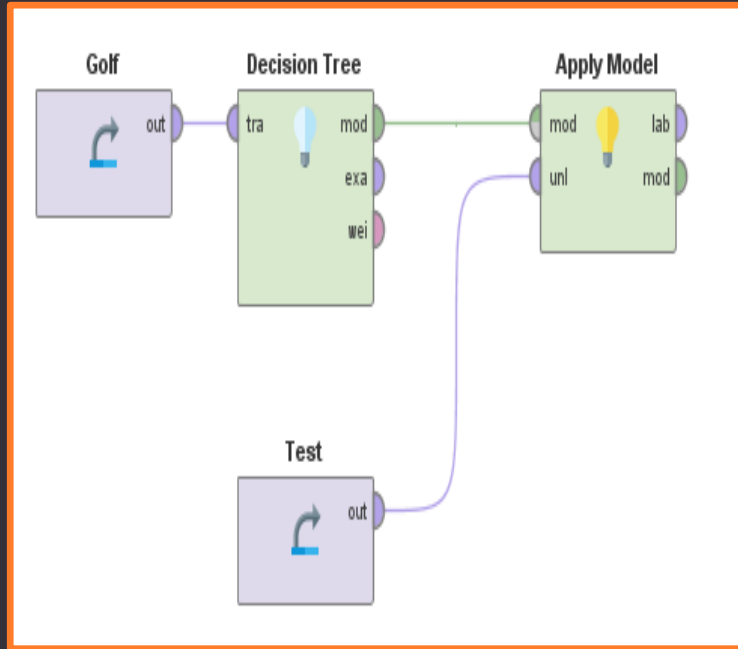 Golf
out
Decision Tree
tra
mod
exa
wei
Apply Model
mod
lab
unl
mod
Test
out